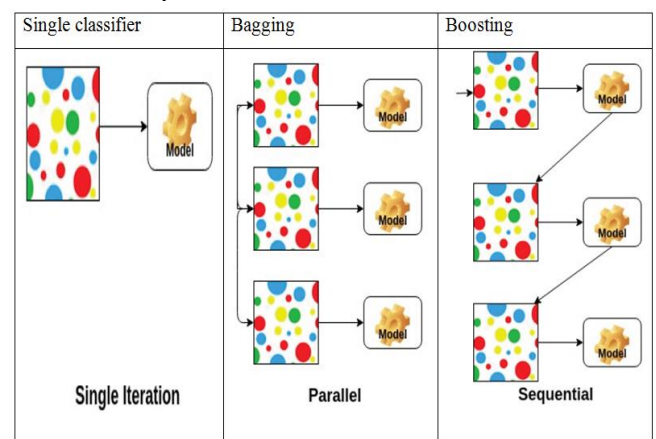 Single classifier
Bagging
Boosting
Model
Model
Model
Model
Model
Model
Model
Single Iteration
Parallel
Sequential